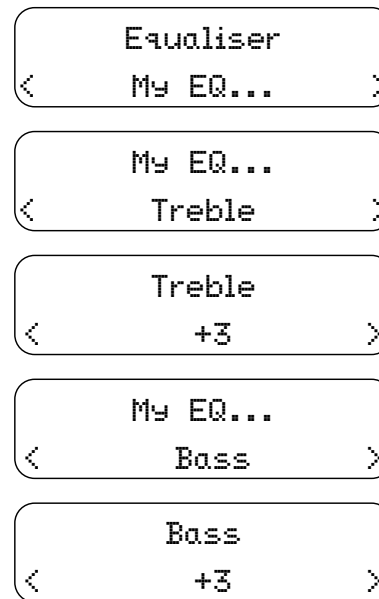 Equaliser
< My EQ... >
My EQ...
< Treble >
Treble
< +3 >
My EQ...
< Bass >
Bass
< +3 >